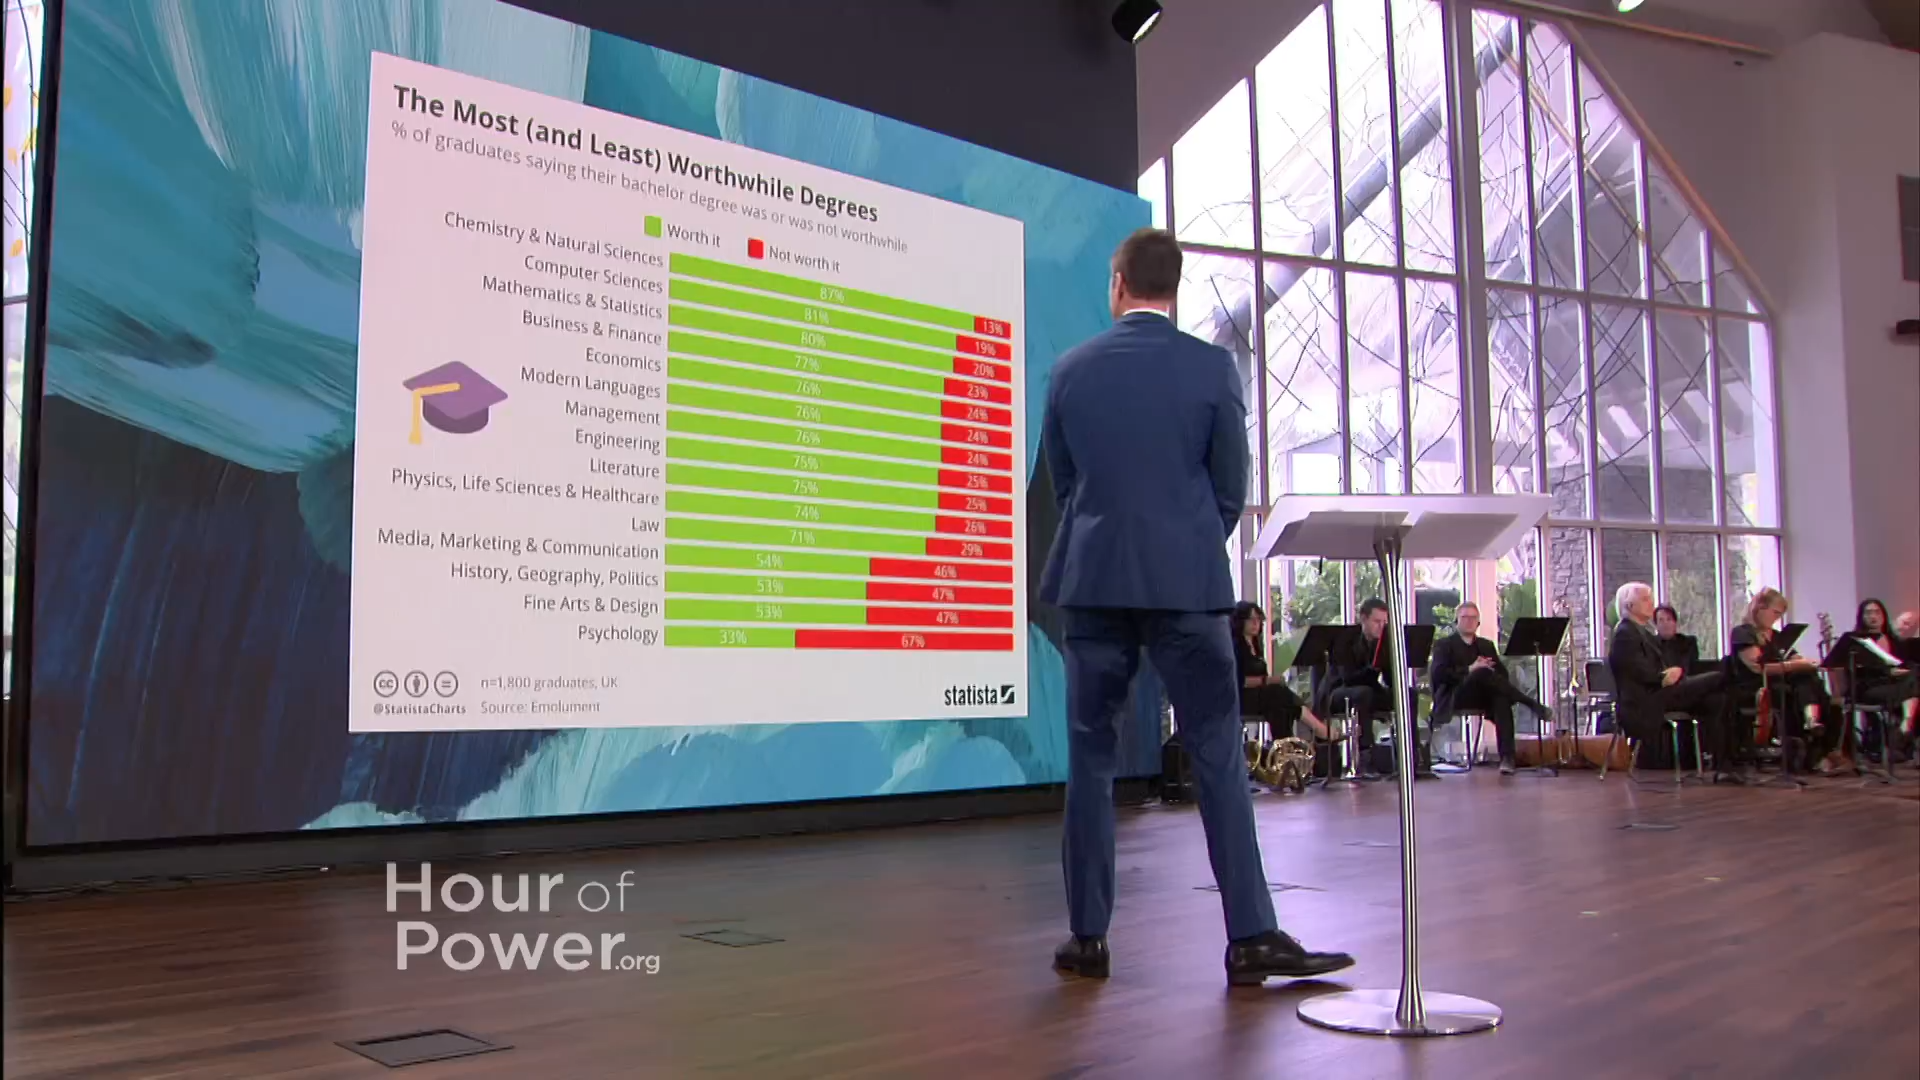 The Most (and Least) Worthwhile Degrees
% of graduates saying their bachelor degree was or was not worthwhile
Worth it
Not worth it
Chemistry & Natural Sciences 87% 13%
Computer Sciences 81% 19%
Mathematics & Statistics 80% 20%
Business & Finance 77% 23%
Economics 76% 24%
Modern Languages 76% 24%
Management 76% 24%
Engineering 75% 25%
Literature 75% 25%
Physics, Life Sciences & Healthcare 74% 26%
Law 71% 29%
Media, Marketing & Communication 54% 46%
History, Geography, Politics 53% 47%
Fine Arts & Design 53% 47%
Psychology 33% 67%
cc
@StatistaCharts
n=1,800 graduates, UK
Source: Emolument
statista
Hour of
Power.org